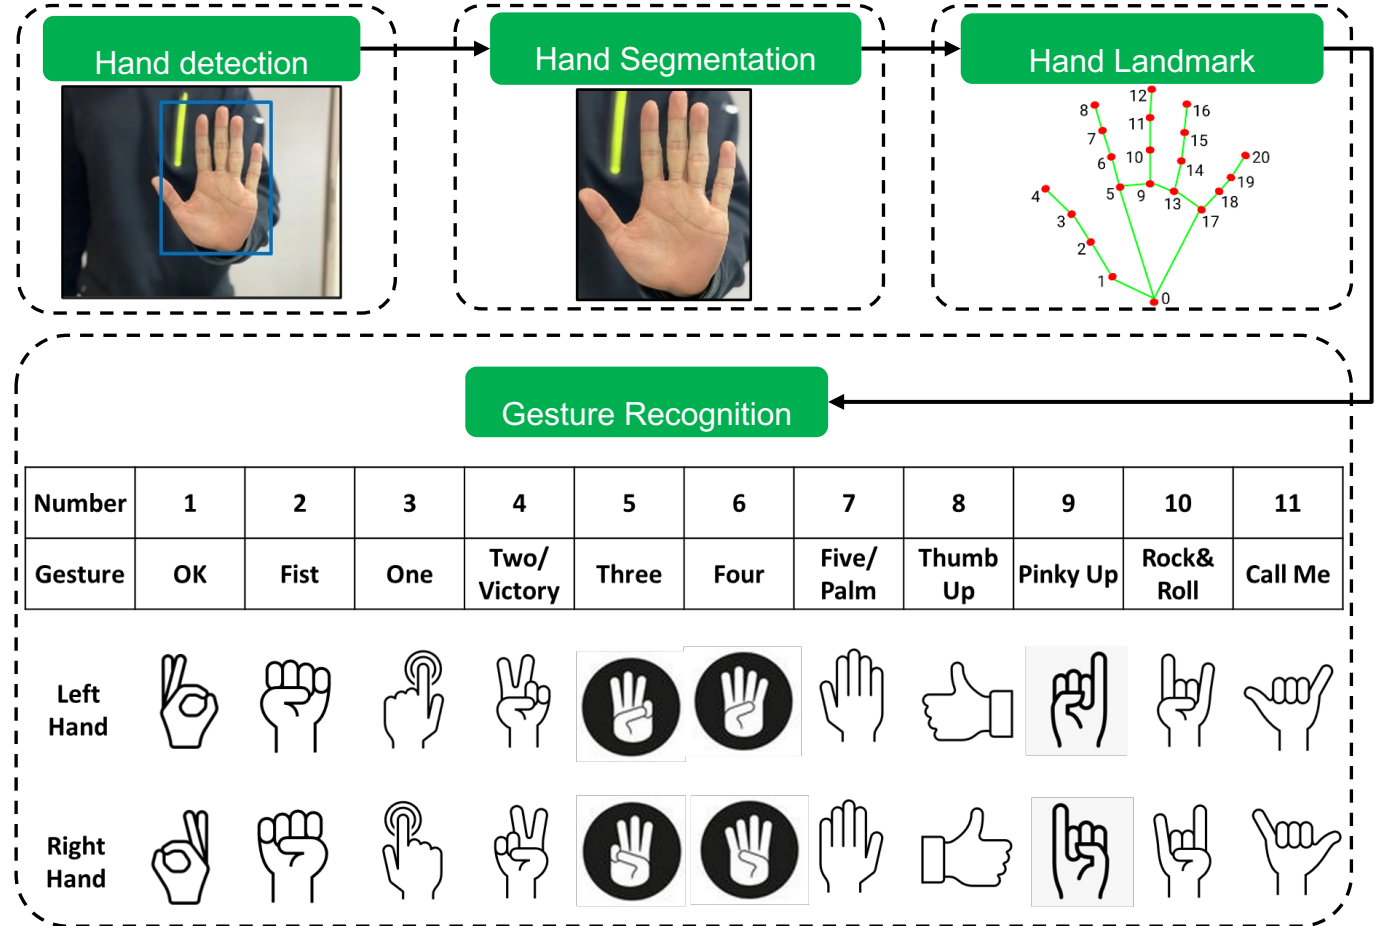 Hand detection
Hand Segmentation
Hand Landmark
12
8
16
11
7
15
10
6
14
20
19
4
5
9
13
18
3
17
2
1
0
Gesture Recognition
Number 1 2 3 4 5 6 7 8 9 10 11
Gesture OK Fist One Two/ Victory Three Four Five/ Palm Thumb Up Pinky Up Rock& Roll Call Me
Left
Hand
Right
Hand